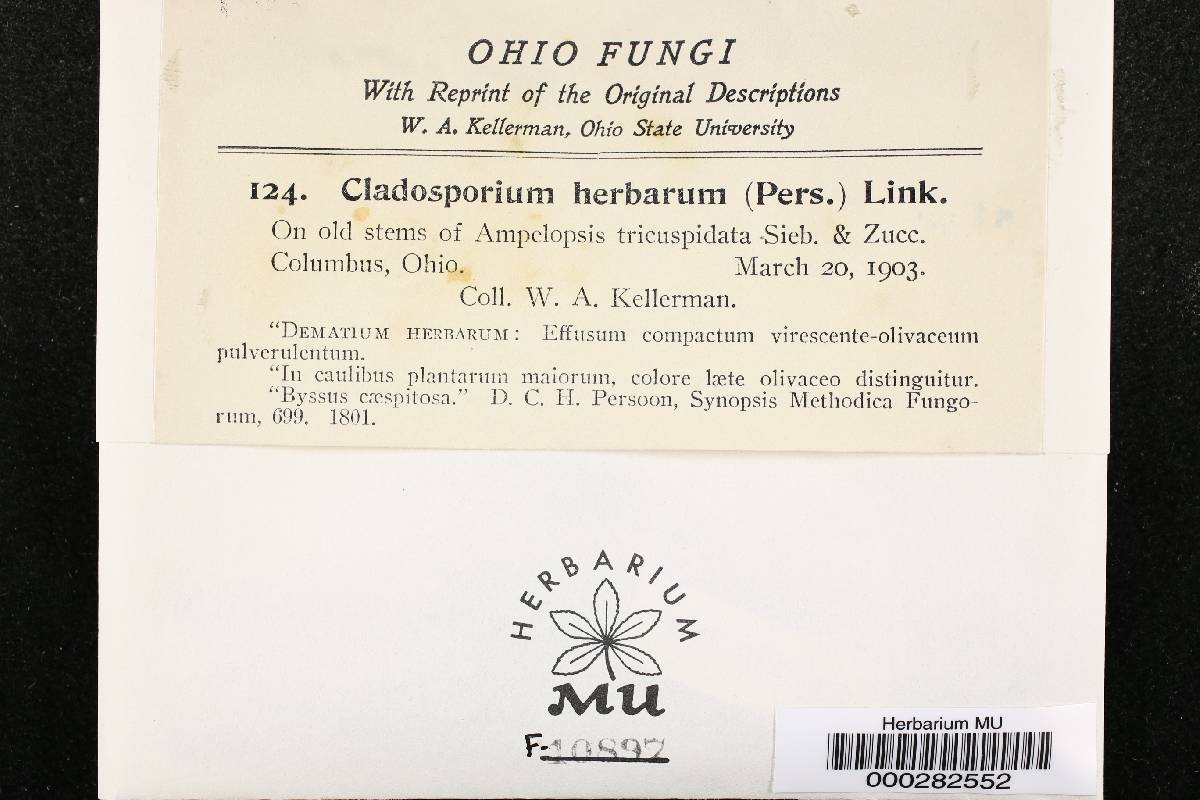 OHIO FUNGI
With Reprint of the Original Descriptions
W. A. Kellerman, Ohio State University
124. Cladosporium herbarum (Pers.) Link.
On old stems of Ampelopsis tricuspidata Sieb. & Zucc.
Columbus, Ohio. March 20, 1903.
Coll. W. A. Kellerman.
"DEMATIUM HERBARUM: Effusum compactum virescente-olivaceum
pulverulentum.
"In caulibus plantarum maiorum, colore læte olivaceo distinguitur.
"Byssus cæspitosa." D. C. H. Persoon, Synopsis Methodica Fungo-
rum, 699. 1801.
HERBARIUM
MU
F-10897
Herbarium MU
000282552